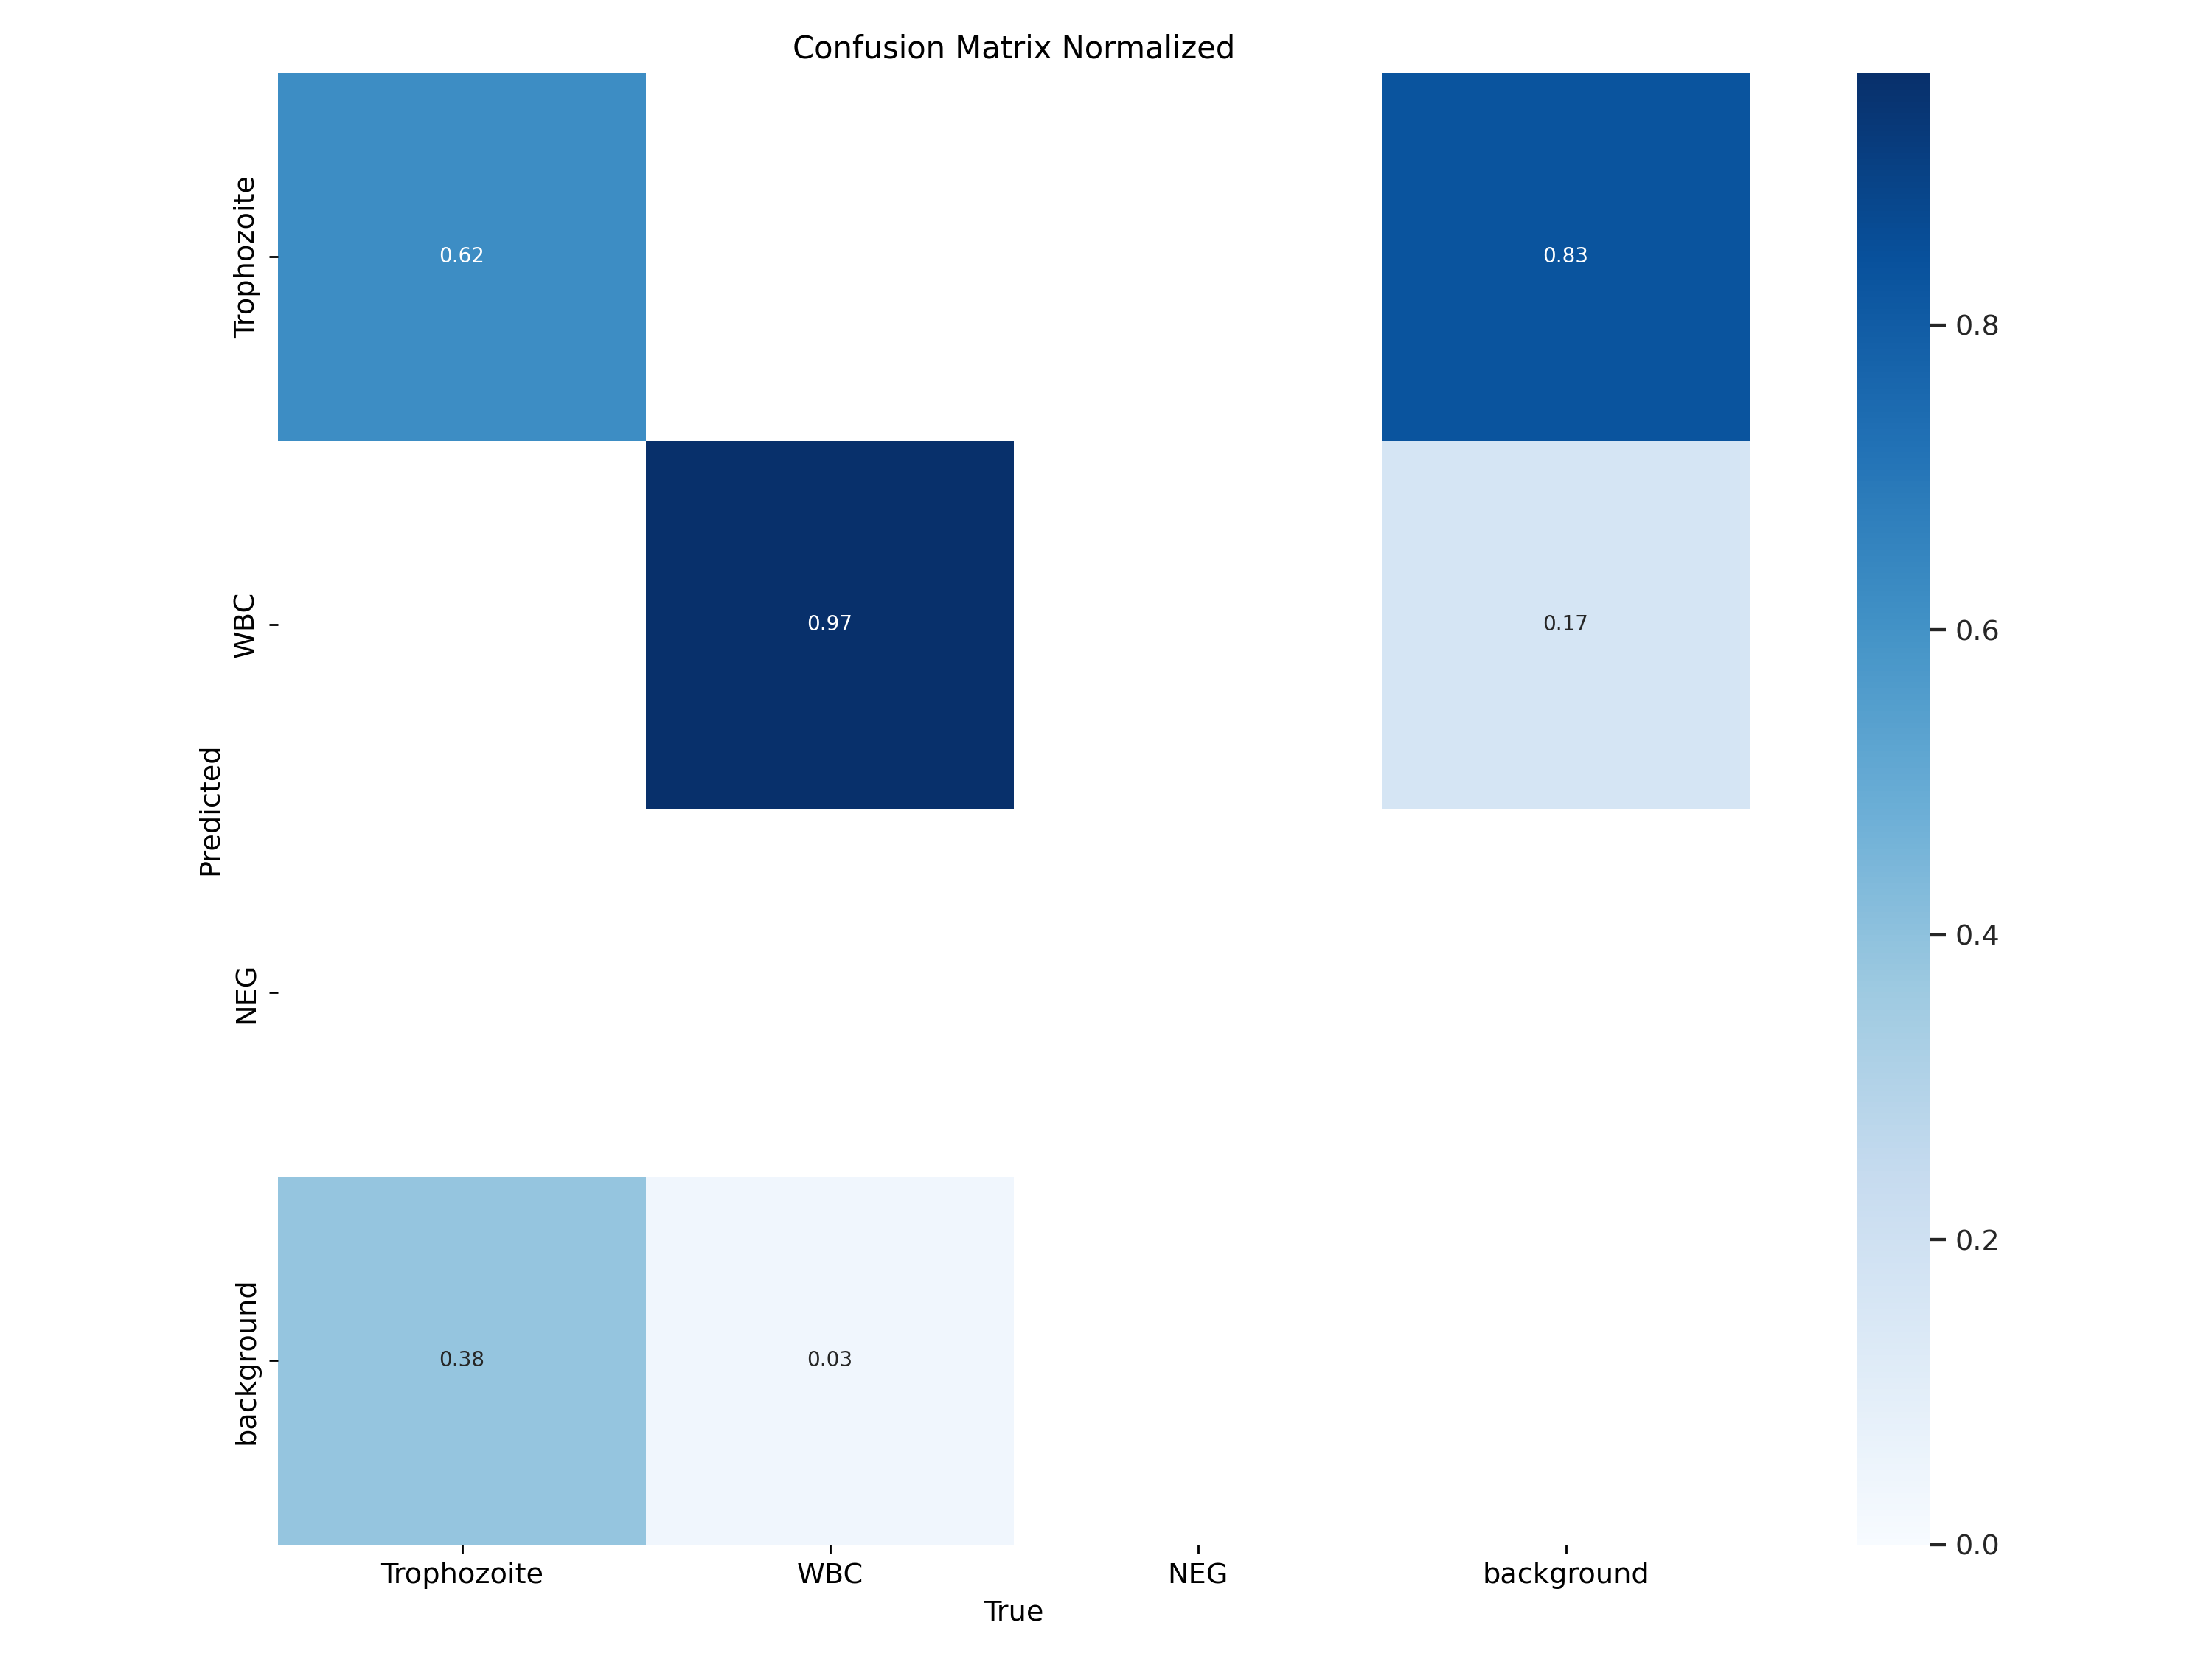 Confusion Matrix Normalized
Trophozoite
0.62
0.83
0.8
WBC
0.97
0.17
0.6
Predicted
0.4
NEG
0.2
background
0.38
0.03
0.0
Trophozoite
WBC
NEG
background
True